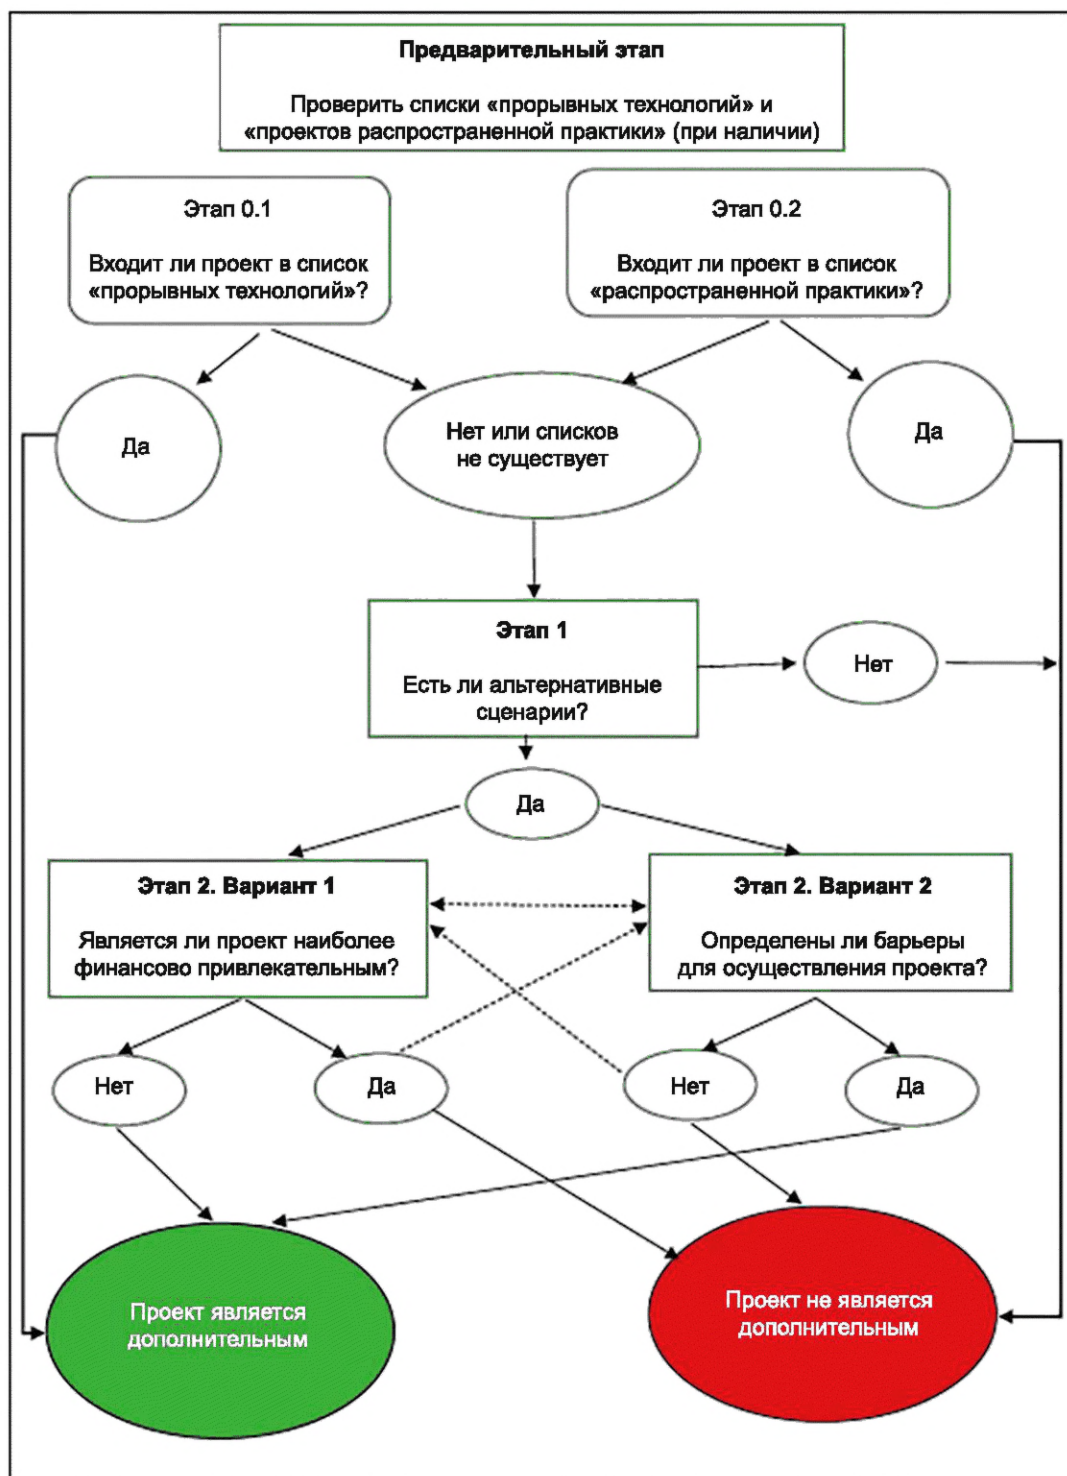 Предварительный этап
Проверить списки «прорывных технологий» и
«проектов распространенной практики» (при наличии)
Этап 0.1
Входит ли проект в список
«прорывных технологий»?
Этап 0.2
Входит ли проект в список
«распространенной практики»?
Да
Нет или списков
не существует
Да
Этап 1
Есть ли альтернативные
сценарии?
Нет
Да
Этап 2. Вариант 1
Является ли проект наиболее
финансово привлекательным?
Этап 2. Вариант 2
Определены ли барьеры
для осуществления проекта?
Нет
Да
Нет
Да
Проект является
дополнительным
Проект не является
дополнительным